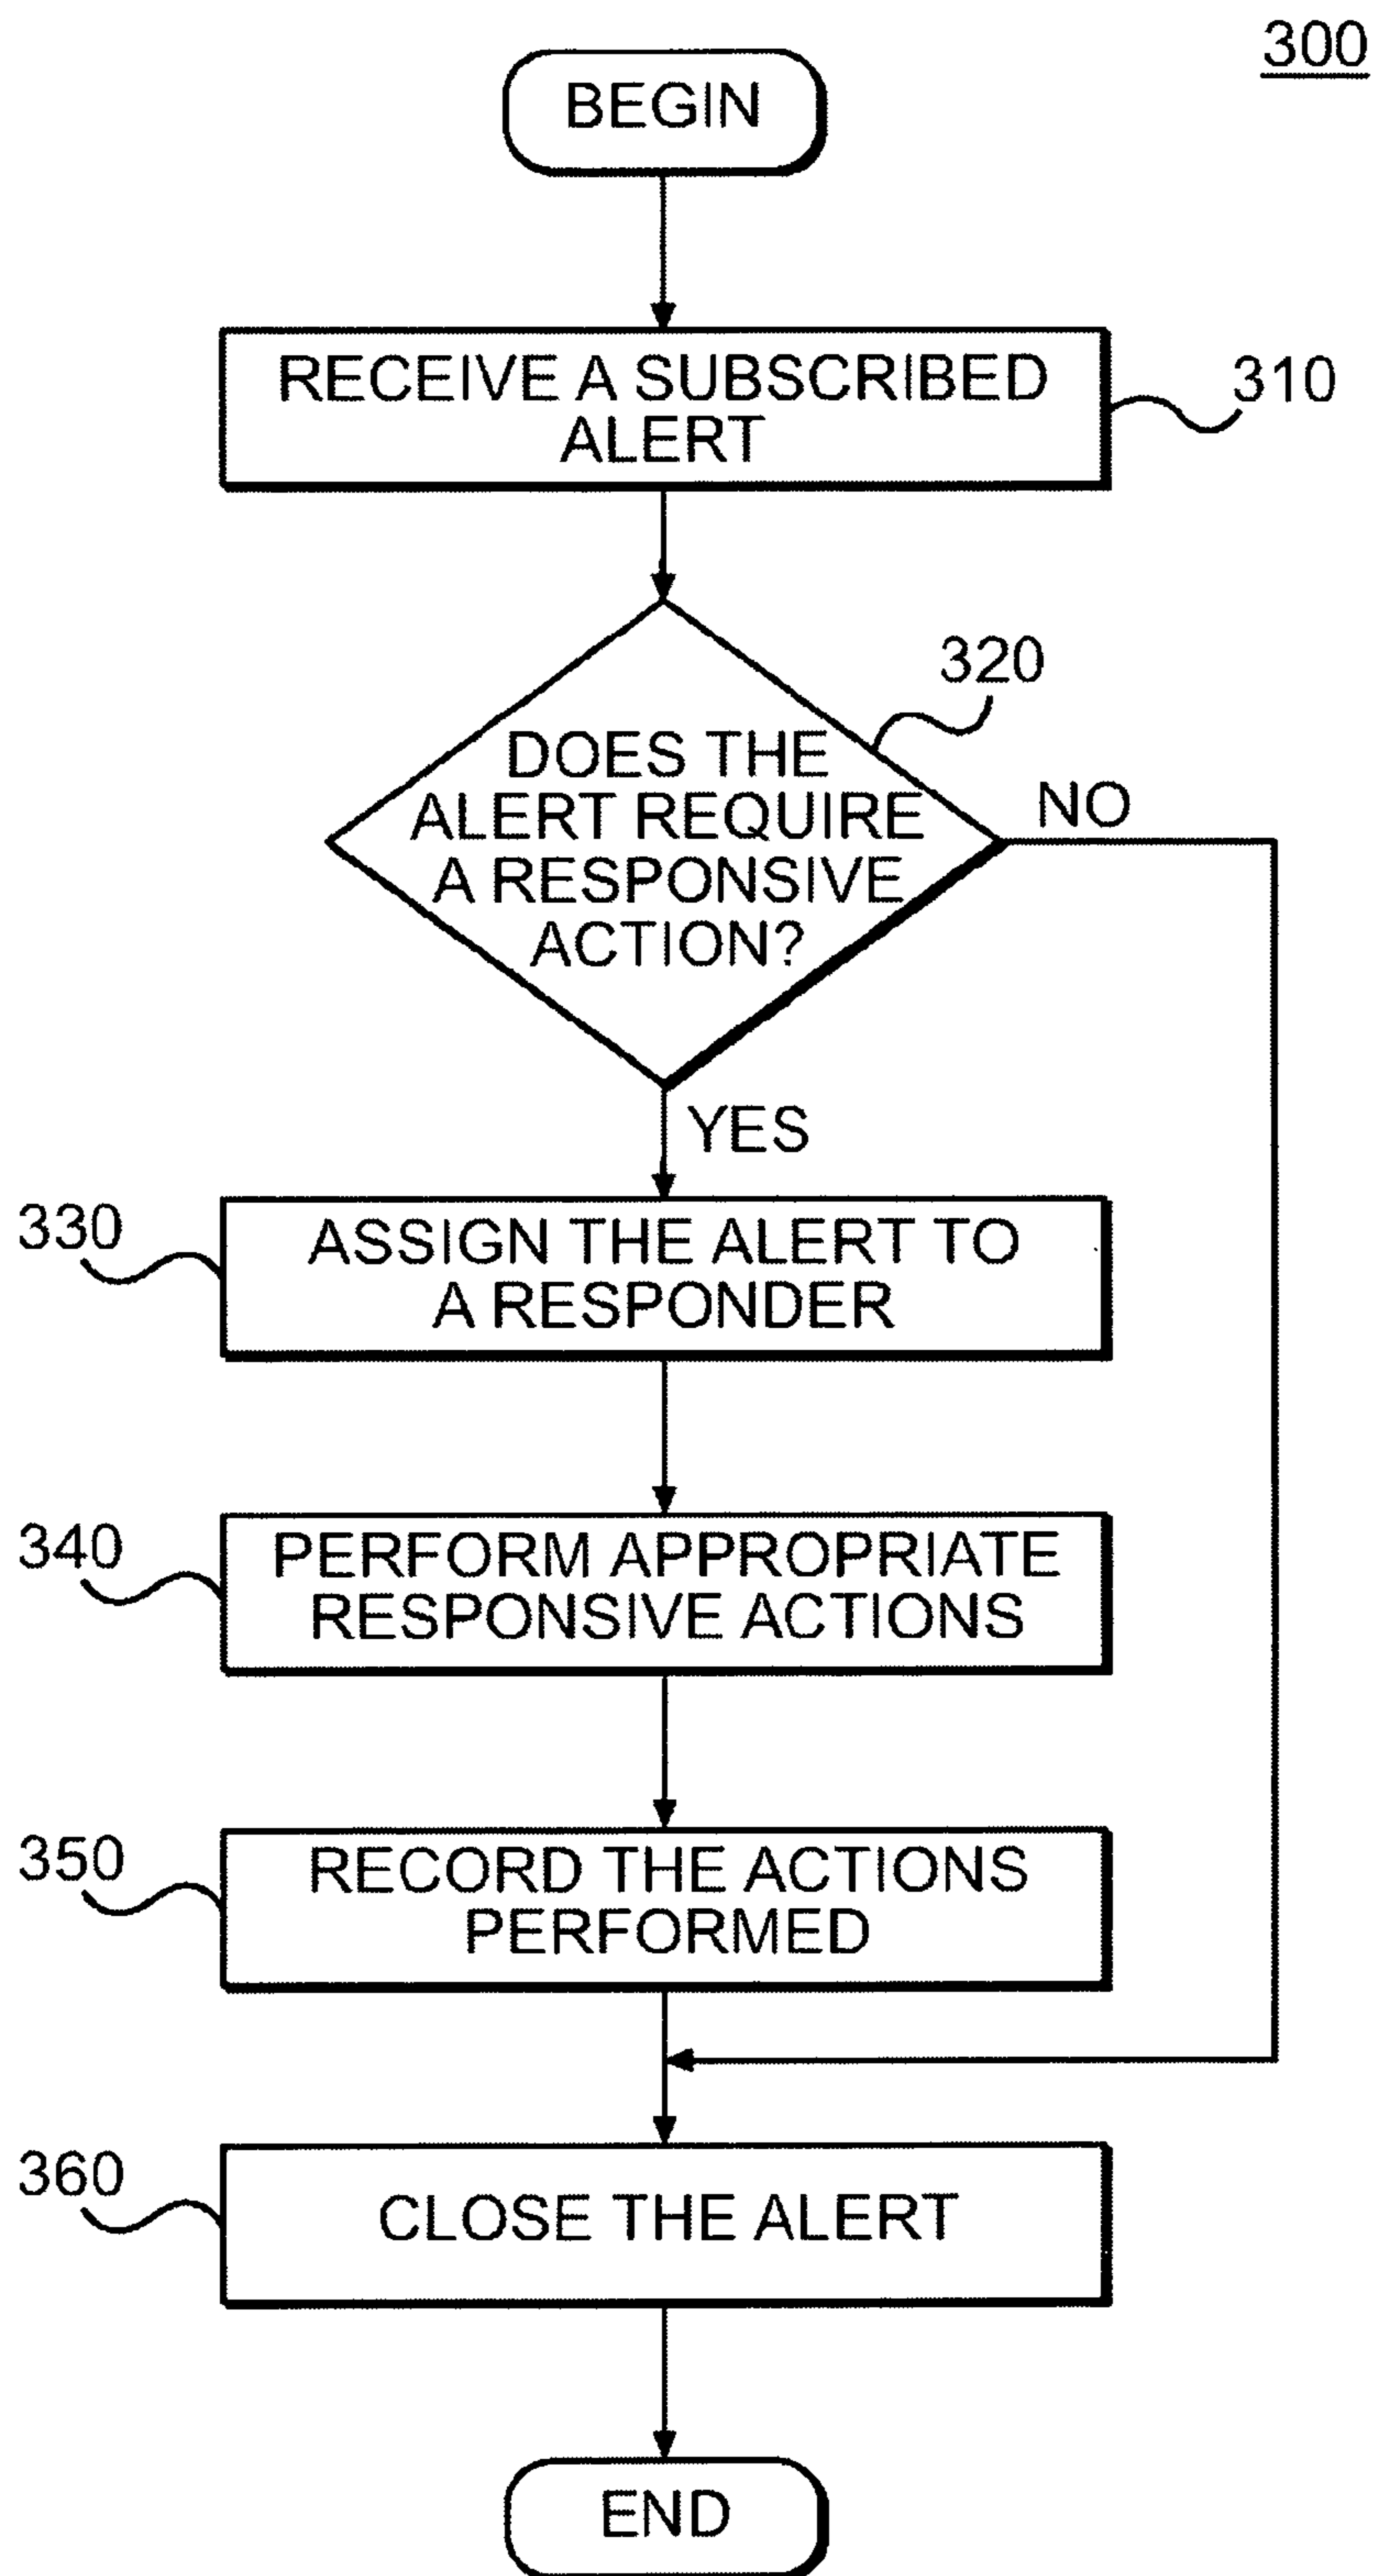 300
BEGIN
RECEIVE A SUBSCRIBED
ALERT
310
320
DOES THE
ALERT REQUIRE
A RESPONSIVE
ACTION?
NO
YES
330
ASSIGN THE ALERT TO
A RESPONDER
340
PERFORM APPROPRIATE
RESPONSIVE ACTIONS
350
RECORD THE ACTIONS
PERFORMED
360
CLOSE THE ALERT
END